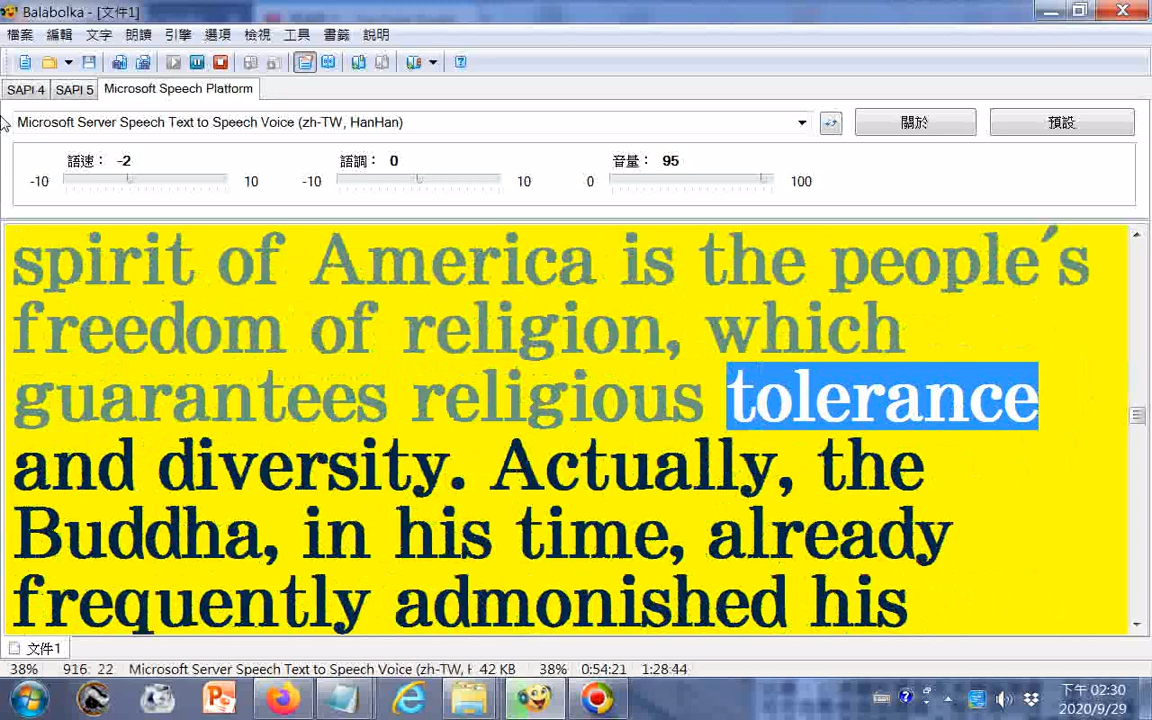 Balabolka - [文件1]
檔案 編輯 文字 朗讀 引擎 選項 檢視 工具 書籤 說明
SAPI 4 SAPI 5 Microsoft Speech Platform
Microsoft Server Speech Text to Speech Voice (zh-TW, HanHan) 關於 預設
語速： -2 語調： 0 音量： 95
-10 10 -10 10 0 100
spirit of America is the people's
freedom of religion, which
guarantees religious tolerance
and diversity. Actually, the
Buddha, in his time, already
frequently admonished his
文件1
38% 916: 22 Microsoft Server Speech Text to Speech Voice (zh-TW, H 42 KB 38% 0:54:21 1:28:44
下午 02:30
2020/9/29